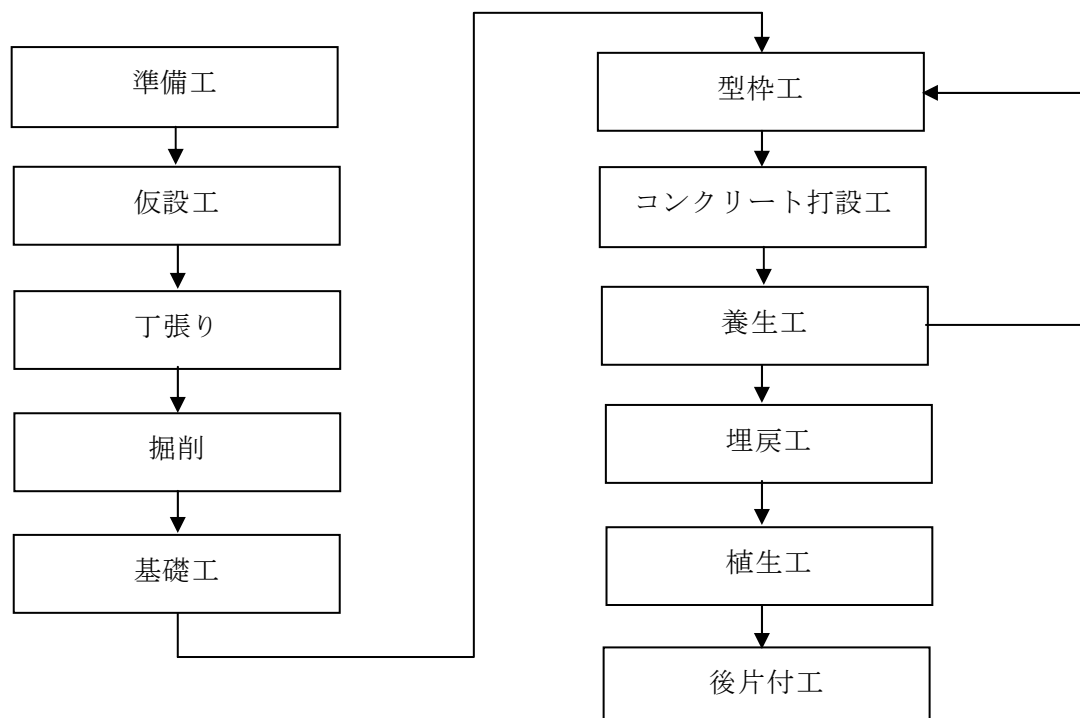 準備工
仮設工
丁張り
掘削
基礎工
型枠工
コンクリート打設工
養生工
埋戻工
植生工
後片付工